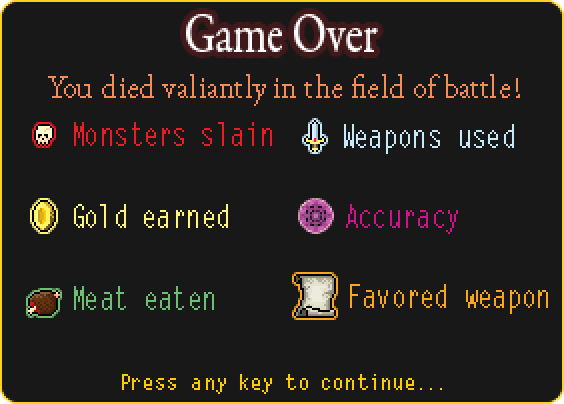 Game Over
You died valiantly in the field of battle!
Monsters slain
Weapons used
Gold earned
Accuracy
Meat eaten
Favored weapon
Press any key to continue...